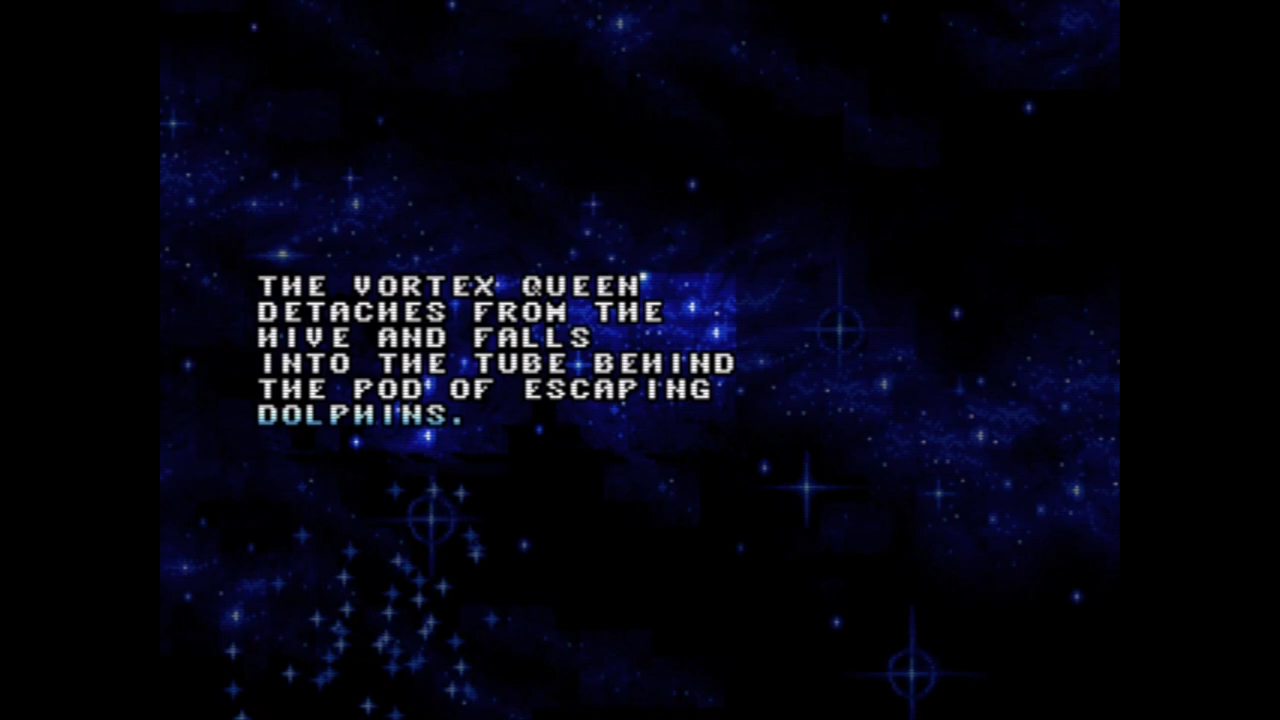 THE VORTEX QUEEN
DETACHES FROM THE
HIVE AND FALLS
INTO THE TUBE BEHIND
THE POD OF ESCAPING
DOLPHINS.